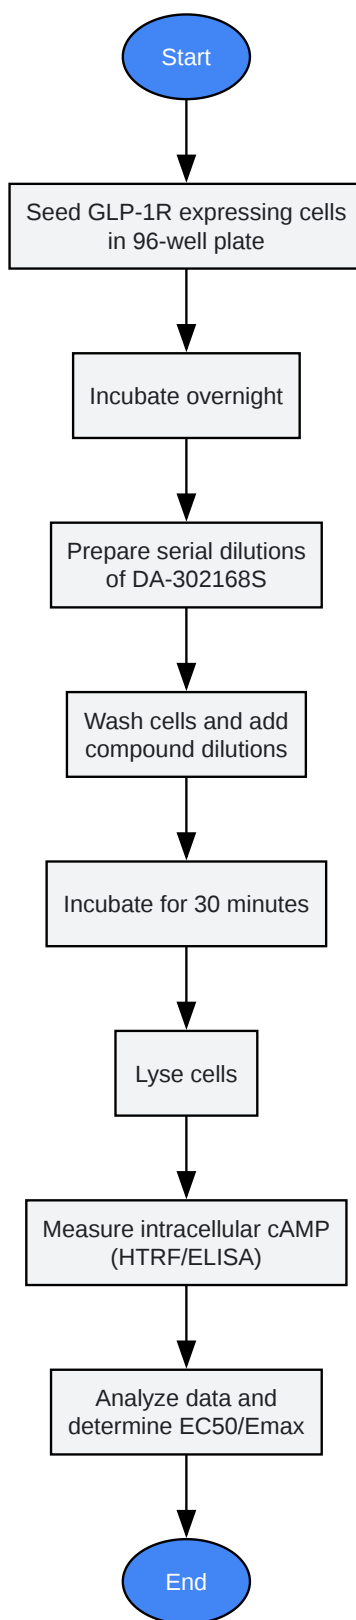 Start
Seed GLP-1R expressing cells
in 96-well plate
Incubate overnight
Prepare serial dilutions
of DA-302168S
Wash cells and add
compound dilutions
Incubate for 30 minutes
Lyse cells
Measure intracellular cAMP
(HTRF/ELISA)
Analyze data and
determine EC50/Emax
End